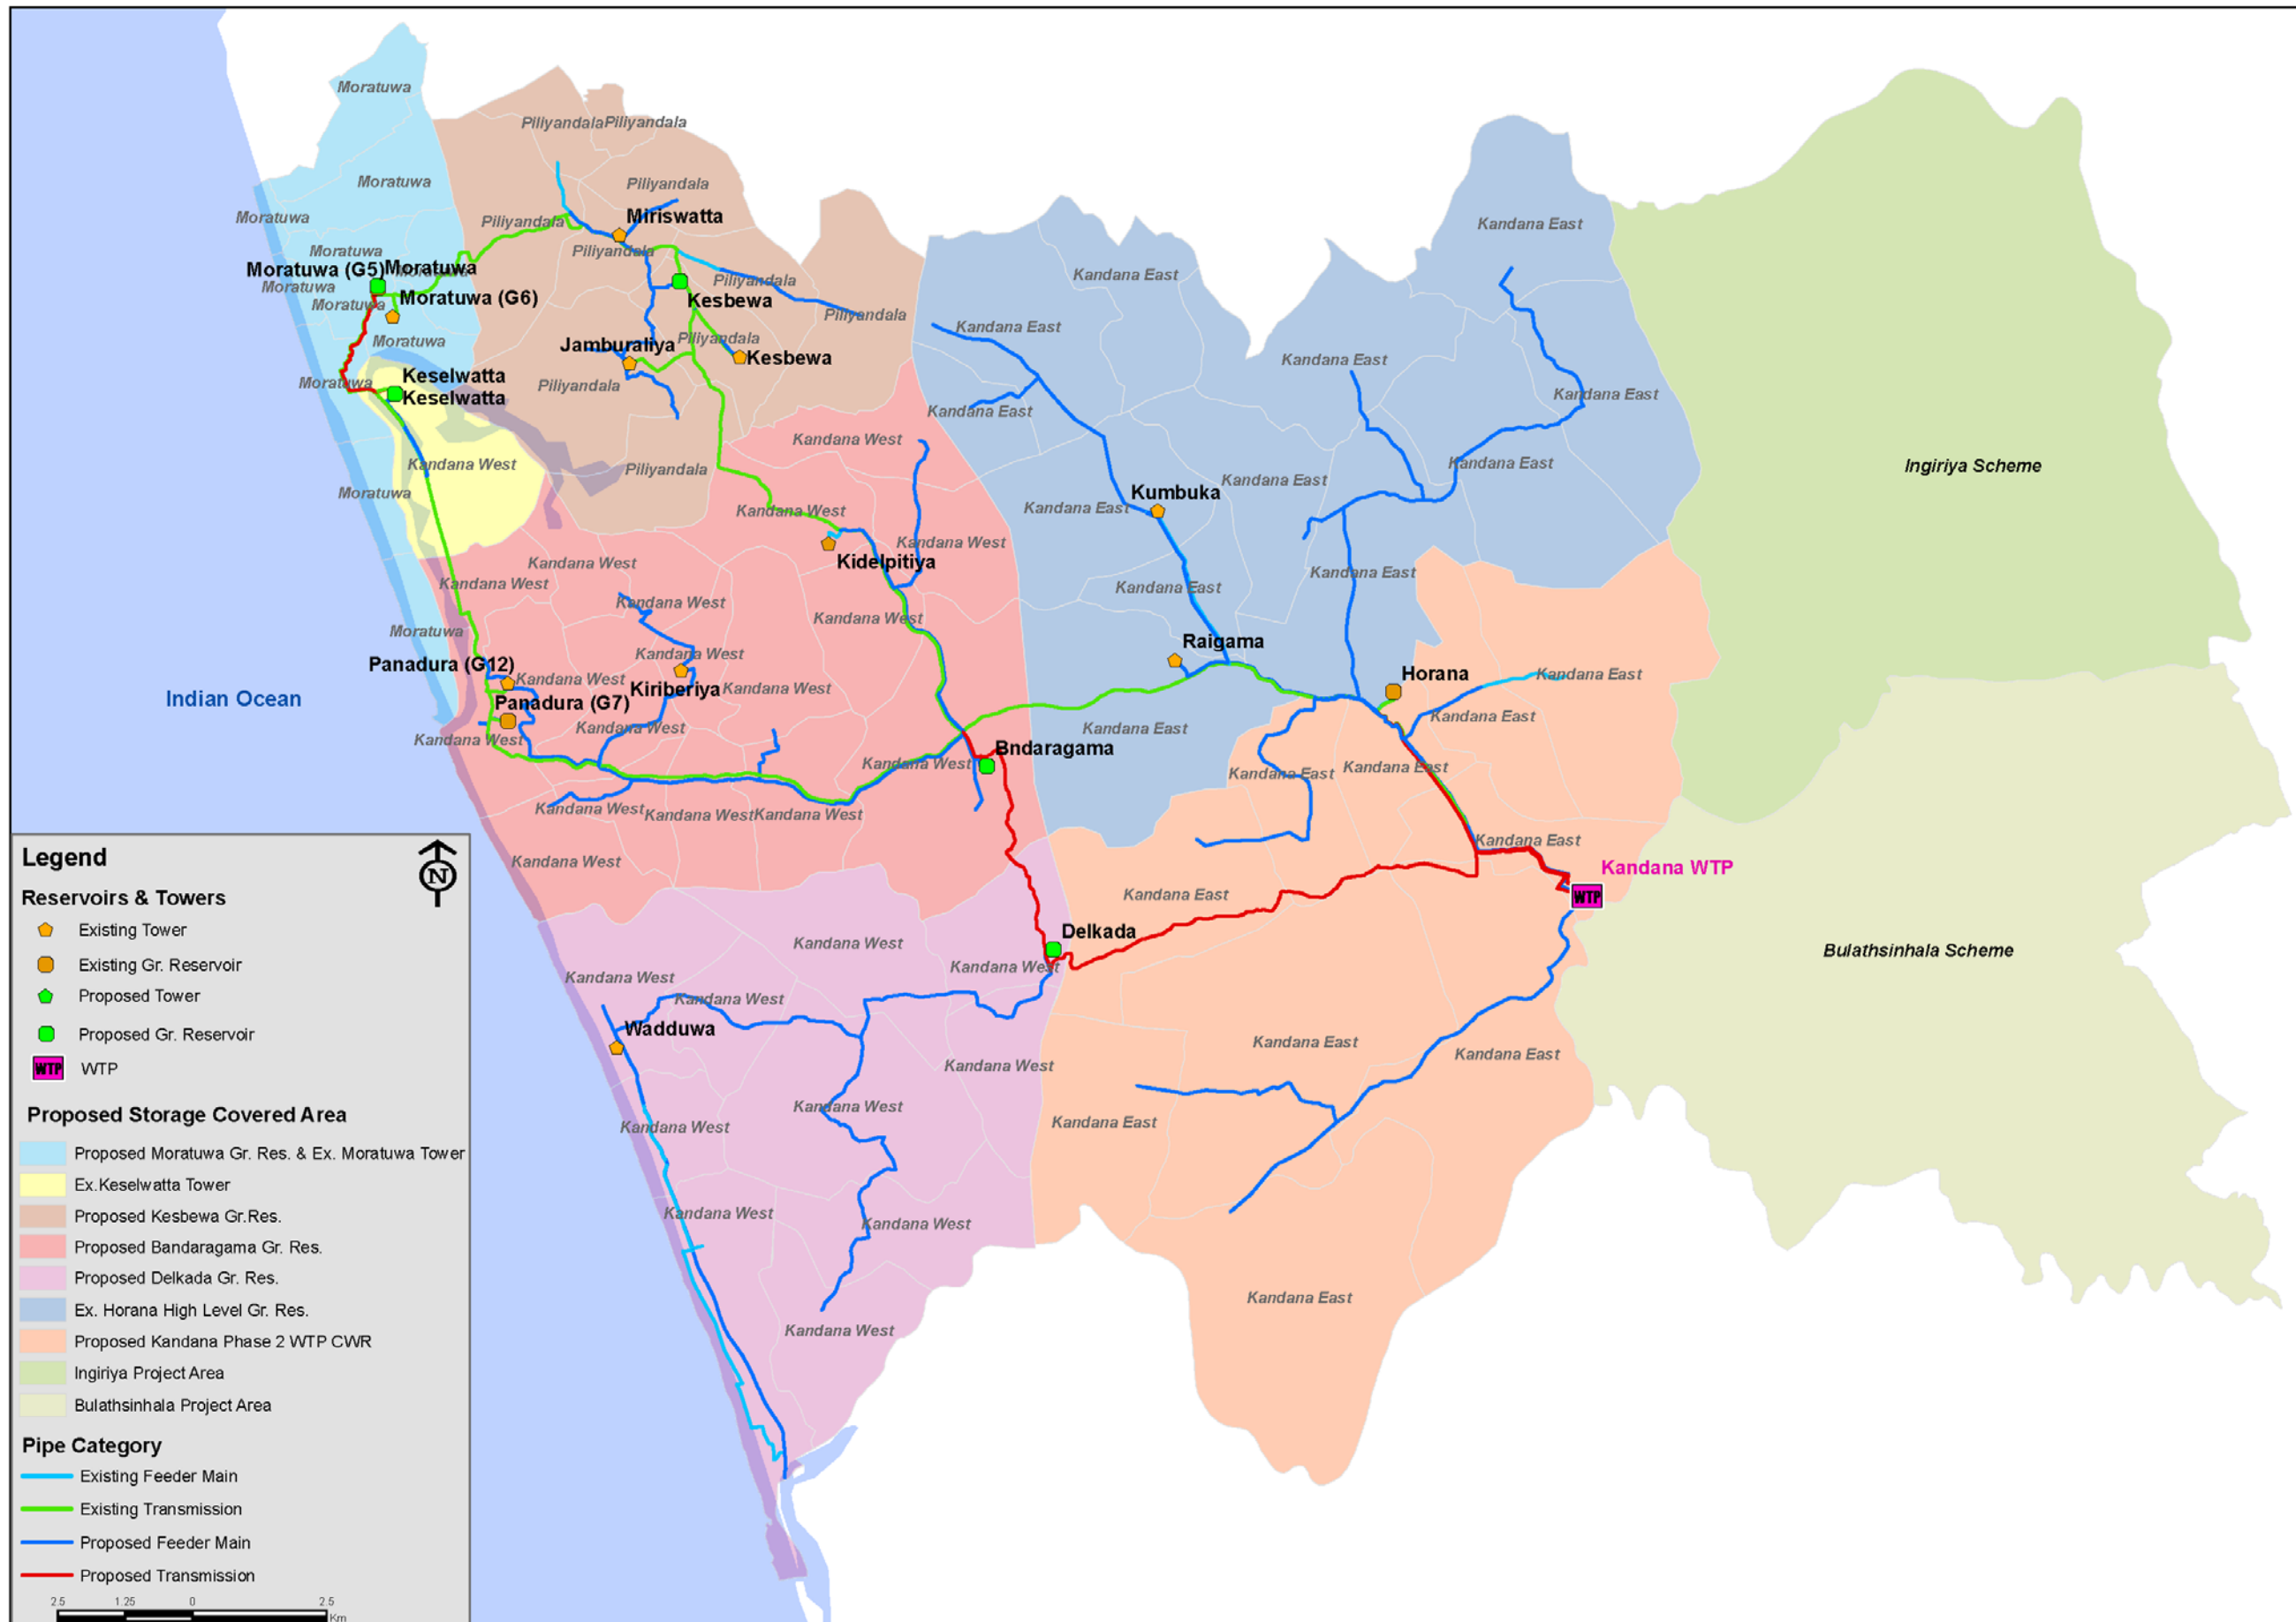 Moratuwa
PiliyandalaPiliyandala
Moratuwa
Piliyandala
Moratuwa
Piliyandala
Miriswatta
Kandana East
Moratuwa
Piliyandala
Moratuwa (G5)
Moratuwa
Moratuwa
Kandana East
Piliyandala
Moratuwa
Moratuwa (G6)
Kesbewa
Moratuwa
Piliyandala
Kandana East
Moratuwa
Jamburaliya
Piliyandala
Kesbewa
Kandana East
Keselwatta
Moratuwa
Piliyandala
Keselwatta
Kandana East
Kandana East
Kandana West
Kandana West
Piliyandala
Kandana East
Ingiriya Scheme
Moratuwa
Kandana East
Kumbuka
Kandana West
Kandana East
Kandana West
Kidelpitiya
Kandana West
Kandana East
Kandana West
Kandana East
Kandana West
Kandana West
Moratuwa
Raigama
Kandana West
Panadura (G12)
Kandana West
Horana
Kandana East
Kiriberiya
Kandana West
Indian Ocean
Panadura (G7)
Kandana East
Kandana West
Kandana East
Kandana West
Bndaragama
Kandana West
Kandana East
Kandana East
Kandana West
Kandana West
Kandana West
Kandana East
Kandana West
Kandana WTP
WTP
Kandana East
Delkada
Kandana West
Bulathsinhala Scheme
Kandana West
Kandana West
Kandana West
Wadduwa
Kandana East
Kandana East
Kandana West
Kandana West
Kandana East
Kandana West
Kandana West
Kandana West
Kandana East
Kandana West
Legend
N
Reservoirs & Towers
Existing Tower
Existing Gr. Reservoir
Proposed Tower
Proposed Gr. Reservoir
WTP WTP
Proposed Storage Covered Area
Proposed Moratuwa Gr. Res. & Ex. Moratuwa Tower
Ex.Keselwatta Tower
Proposed Kesbewa Gr.Res.
Proposed Bandaragama Gr. Res.
Proposed Delkada Gr. Res.
Ex. Horana High Level Gr. Res.
Proposed Kandana Phase 2 WTP CWR
Ingiriya Project Area
Bulathsinhala Project Area
Pipe Category
Existing Feeder Main
Existing Transmission
Proposed Feeder Main
Proposed Transmission
2.5 1.25 0 2.5
Km